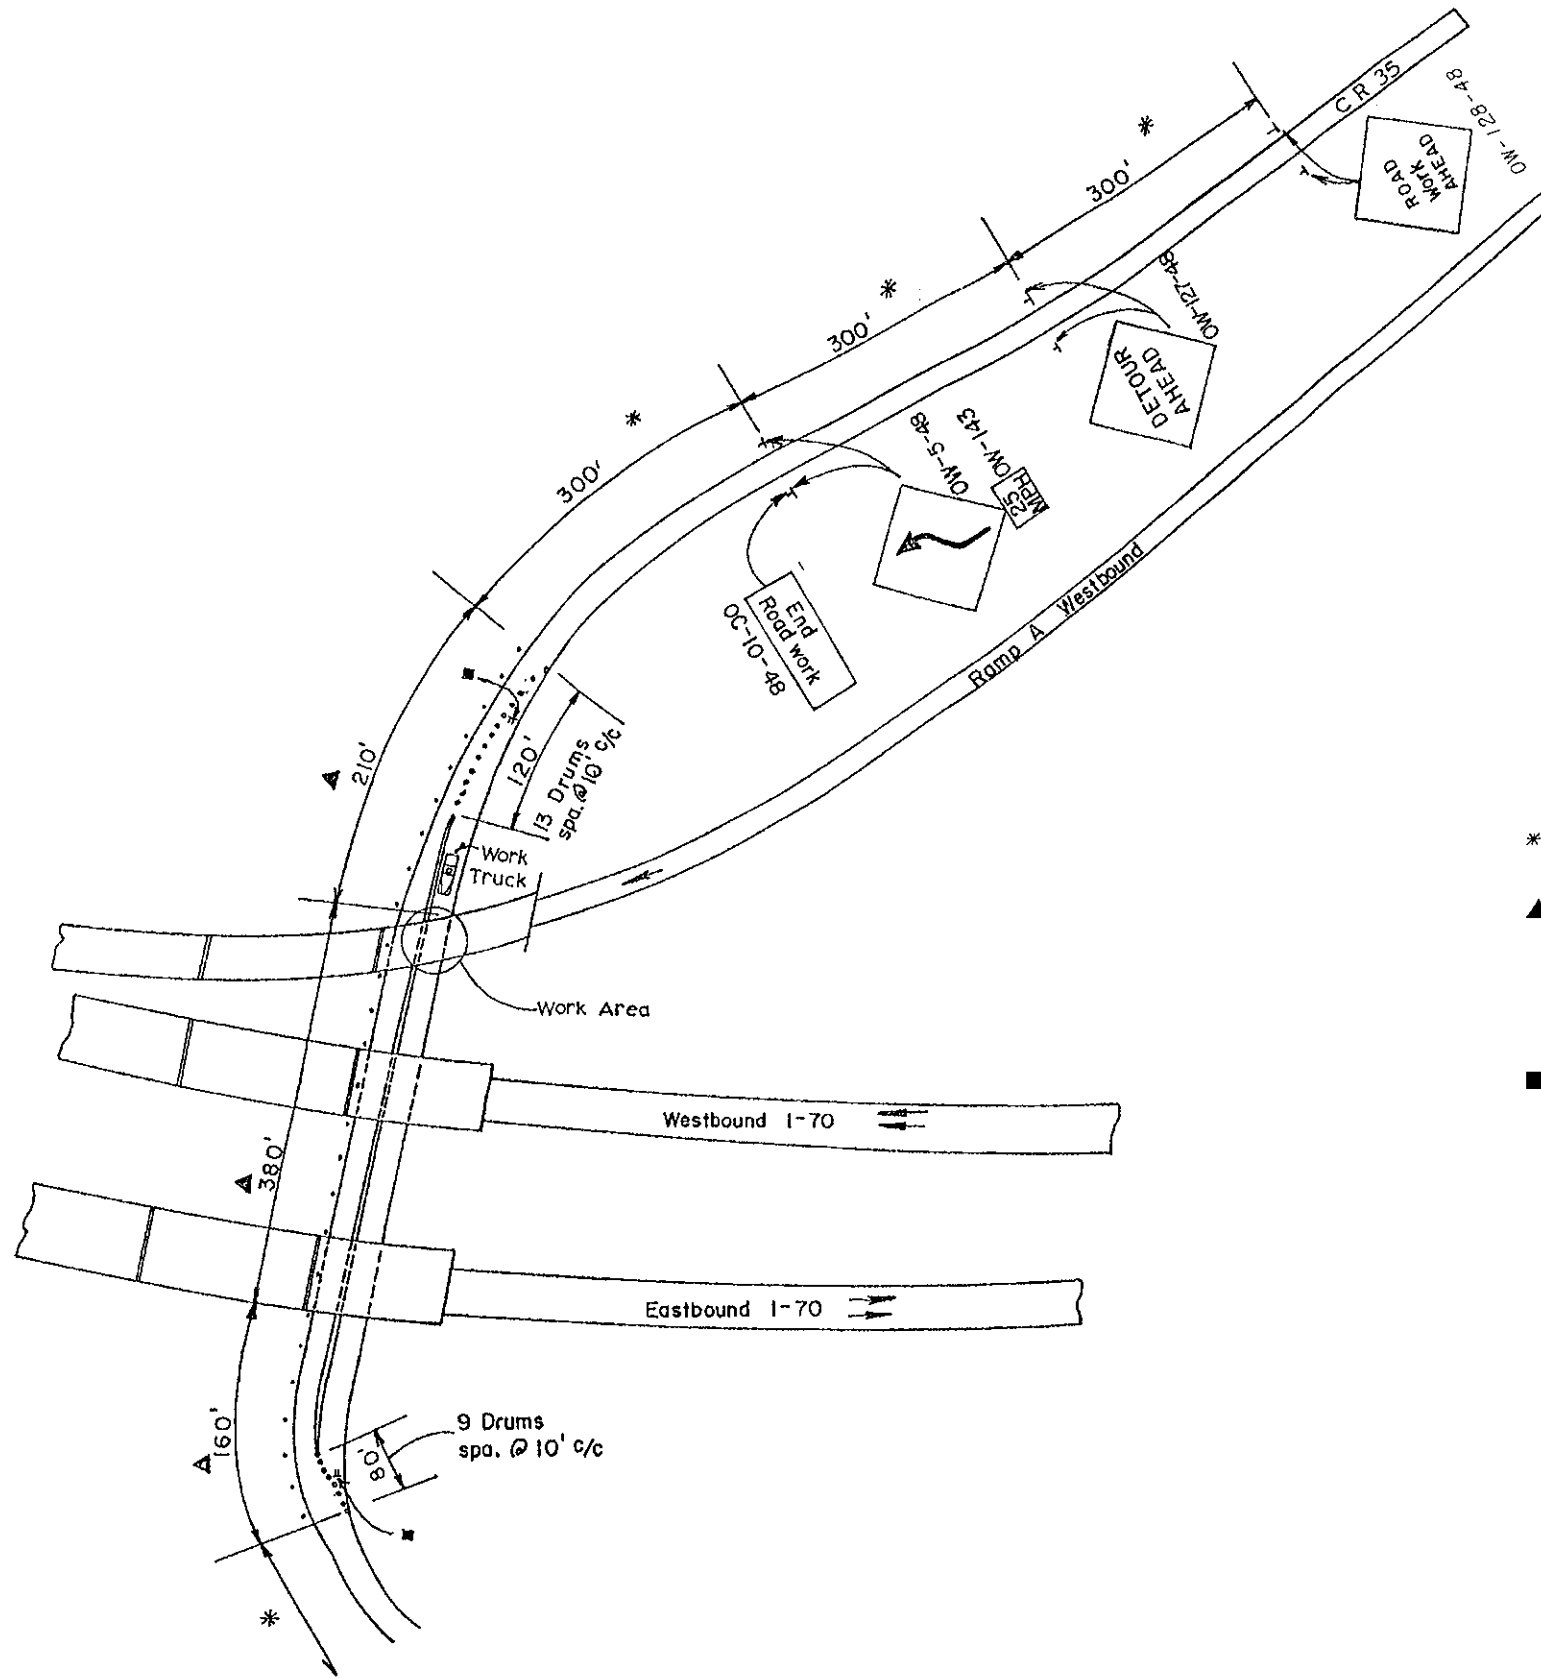 C R 35
OW-128-48
ROAD
Work
AHEAD
300'
*
300'
*
OW-127-48
DETOUR
AHEAD
300'
*
OW-5-48
OW-143
25
MPH
End
Road work
OC-10-48
Ramp A Westbound
210'
120'
13 Drums
spa. @ 10' c/c
Work
Truck
*
Work Area
Westbound I-70
380'
Eastbound I-70
160'
9 Drums
spa. @ 10' c/c
80'
*